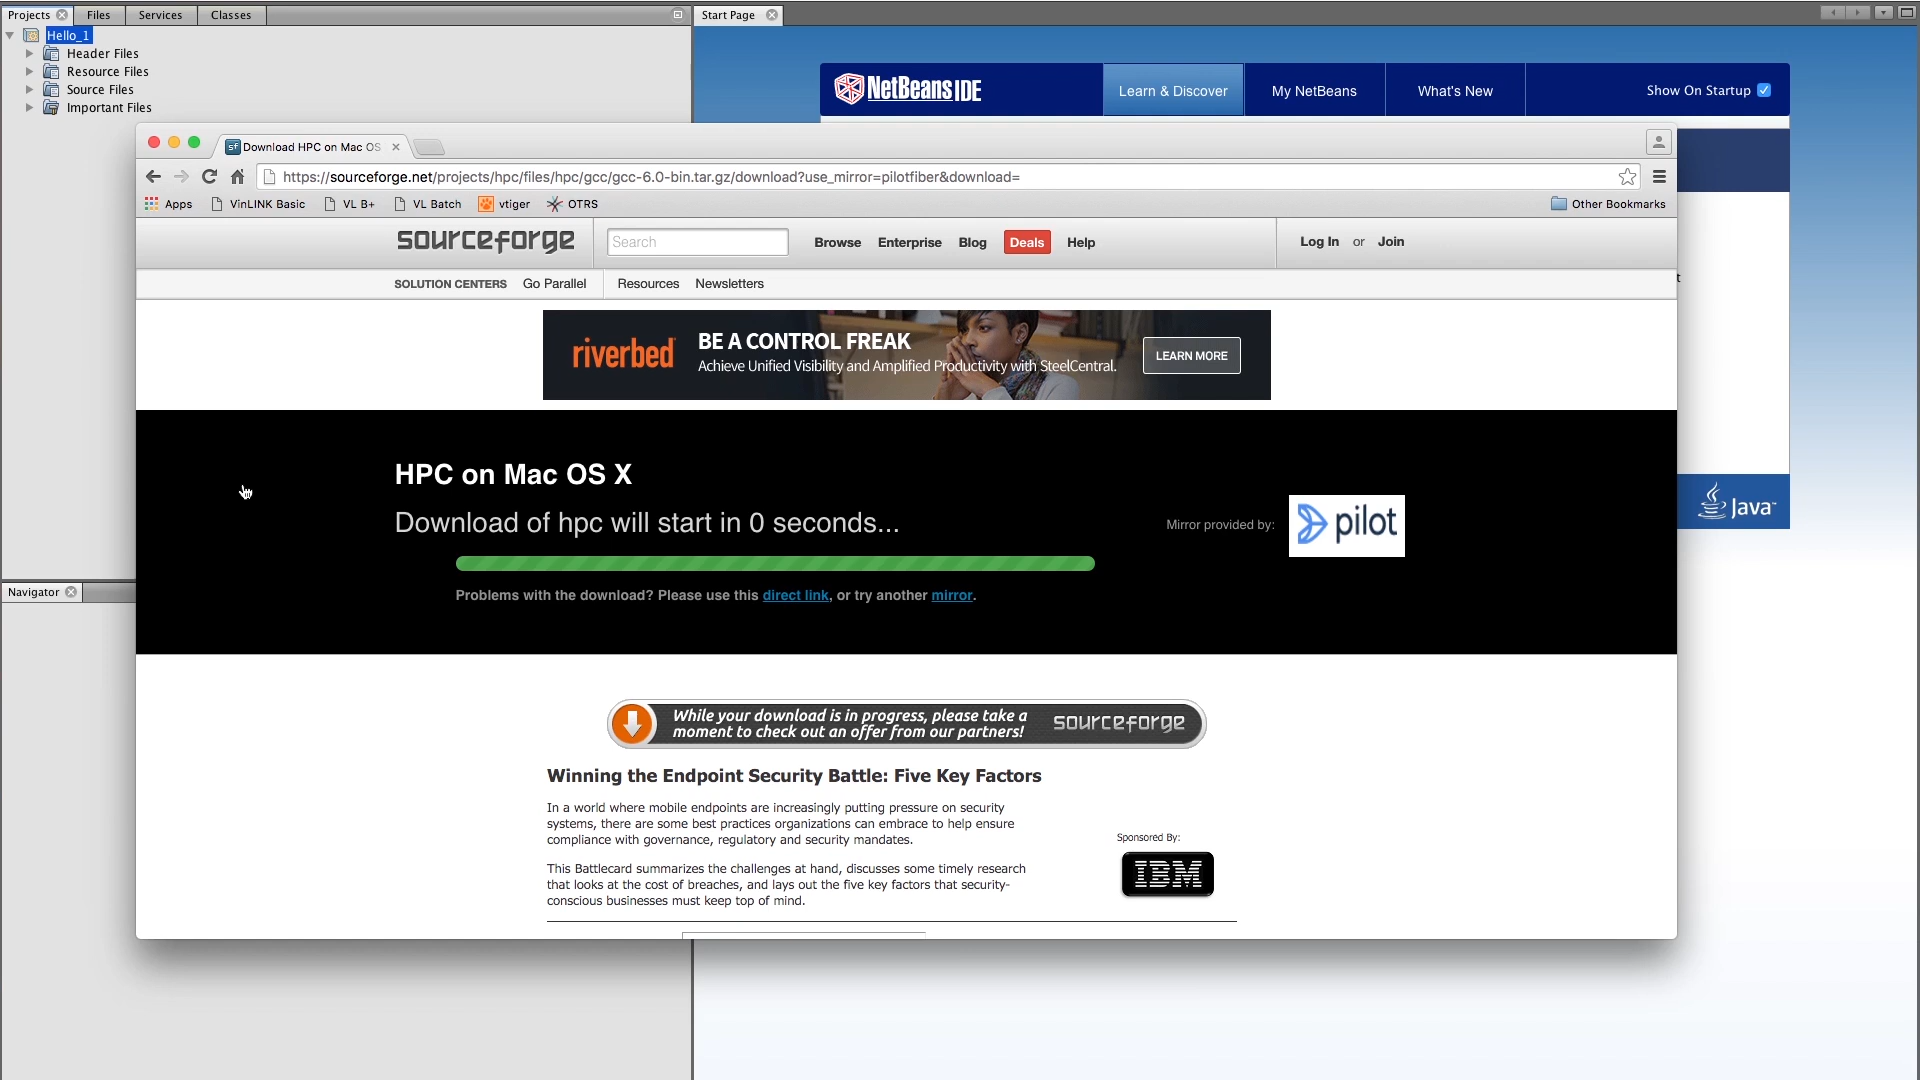 Projects
Files
Services
Classes
Start Page
Hello_1
Header Files
Resource Files
Source Files
Important Files
NetBeans IDE
Learn & Discover
My NetBeans
What's New
Show On Startup
Download HPC on Mac OS
https://sourceforge.net/projects/hpc/files/hpc/gcc/gcc-6.0-bin.tar.gz/download?use_mirror=pilotfiber&download=
Apps
VinLINK Basic
VL B+
VL Batch
vtiger
OTRS
Other Bookmarks
sourceforge
Search
Browse
Enterprise
Blog
Deals
Help
Log In or Join
SOLUTION CENTERS
Go Parallel
Resources
Newsletters
t
riverbed
BE A CONTROL FREAK
Achieve Unified Visibility and Amplified Productivity with SteelCentral.
LEARN MORE
HPC on Mac OS X
Download of hpc will start in 0 seconds...
Mirror provided by:
pilot
Java
Problems with the download? Please use this direct link, or try another mirror.
Navigator
While your download is in progress, please take a
moment to check out an offer from our partners!
sourceforge
Winning the Endpoint Security Battle: Five Key Factors
In a world where mobile endpoints are increasingly putting pressure on security
systems, there are some best practices organizations can embrace to help ensure
compliance with governance, regulatory and security mandates.
Sponsored By:
IBM
This Battlecard summarizes the challenges at hand, discusses some timely research
that looks at the cost of breaches, and lays out the five key factors that security-
conscious businesses must keep top of mind.